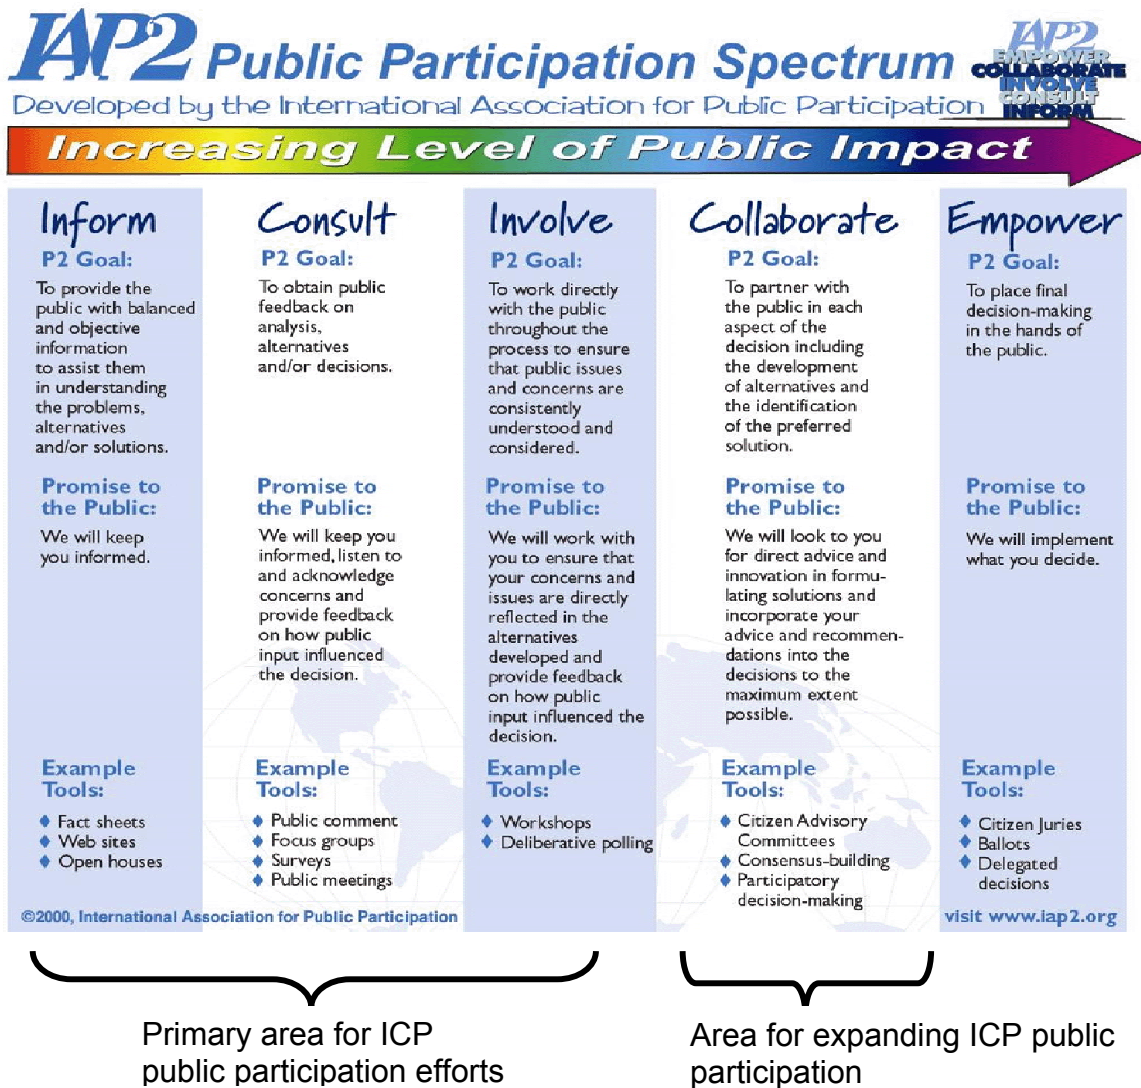 IAP2 Public Participation Spectrum
Developed by the International Association for Public Participation
IAP2
EMPOWER
COLLABORATE
INVOLVE
CONSULT
INFORM
Increasing Level of Public Impact
Inform
P2 Goal:
To provide the
public with balanced
and objective
information
to assist them
in understanding
the problems,
alternatives
and/or solutions.
Promise to
the Public:
We will keep
you informed.
Example
Tools:
Fact sheets
Web sites
Open houses
Consult
P2 Goal:
To obtain public
feedback on
analysis,
alternatives
and/or decisions.
Promise to
the Public:
We will keep you
informed, listen to
and acknowledge
concerns and
provide feedback
on how public
input influenced
the decision.
Example
Tools:
Public comment
Focus groups
Surveys
Public meetings
Involve
P2 Goal:
To work directly
with the public
throughout the
process to ensure
that public issues
and concerns are
consistently
understood and
considered.
Promise to
the Public:
We will work with
you to ensure that
your concerns and
issues are directly
reflected in the
alternatives
developed and
provide feedback
on how public
input influenced the
decision.
Example
Tools:
Workshops
Deliberative polling
Collaborate
P2 Goal:
To partner with
the public in each
aspect of the
decision including
the development
of alternatives and
the identification
of the preferred
solution.
Promise to
the Public:
We will look to you
for direct advice and
innovation in formu-
lating solutions and
incorporate your
advice and recommen-
dations into the
decisions to the
maximum extent
possible.
Example
Tools:
Citizen Advisory
Committees
Consensus-building
Participatory
decision-making
Empower
P2 Goal:
To place final
decision-making
in the hands of
the public.
Promise to
the Public:
We will implement
what you decide.
Example
Tools:
Citizen Juries
Ballots
Delegated
decisions
©2000, International Association for Public Participation
visit www.iap2.org
Primary area for ICP
public participation efforts
Area for expanding ICP public
participation